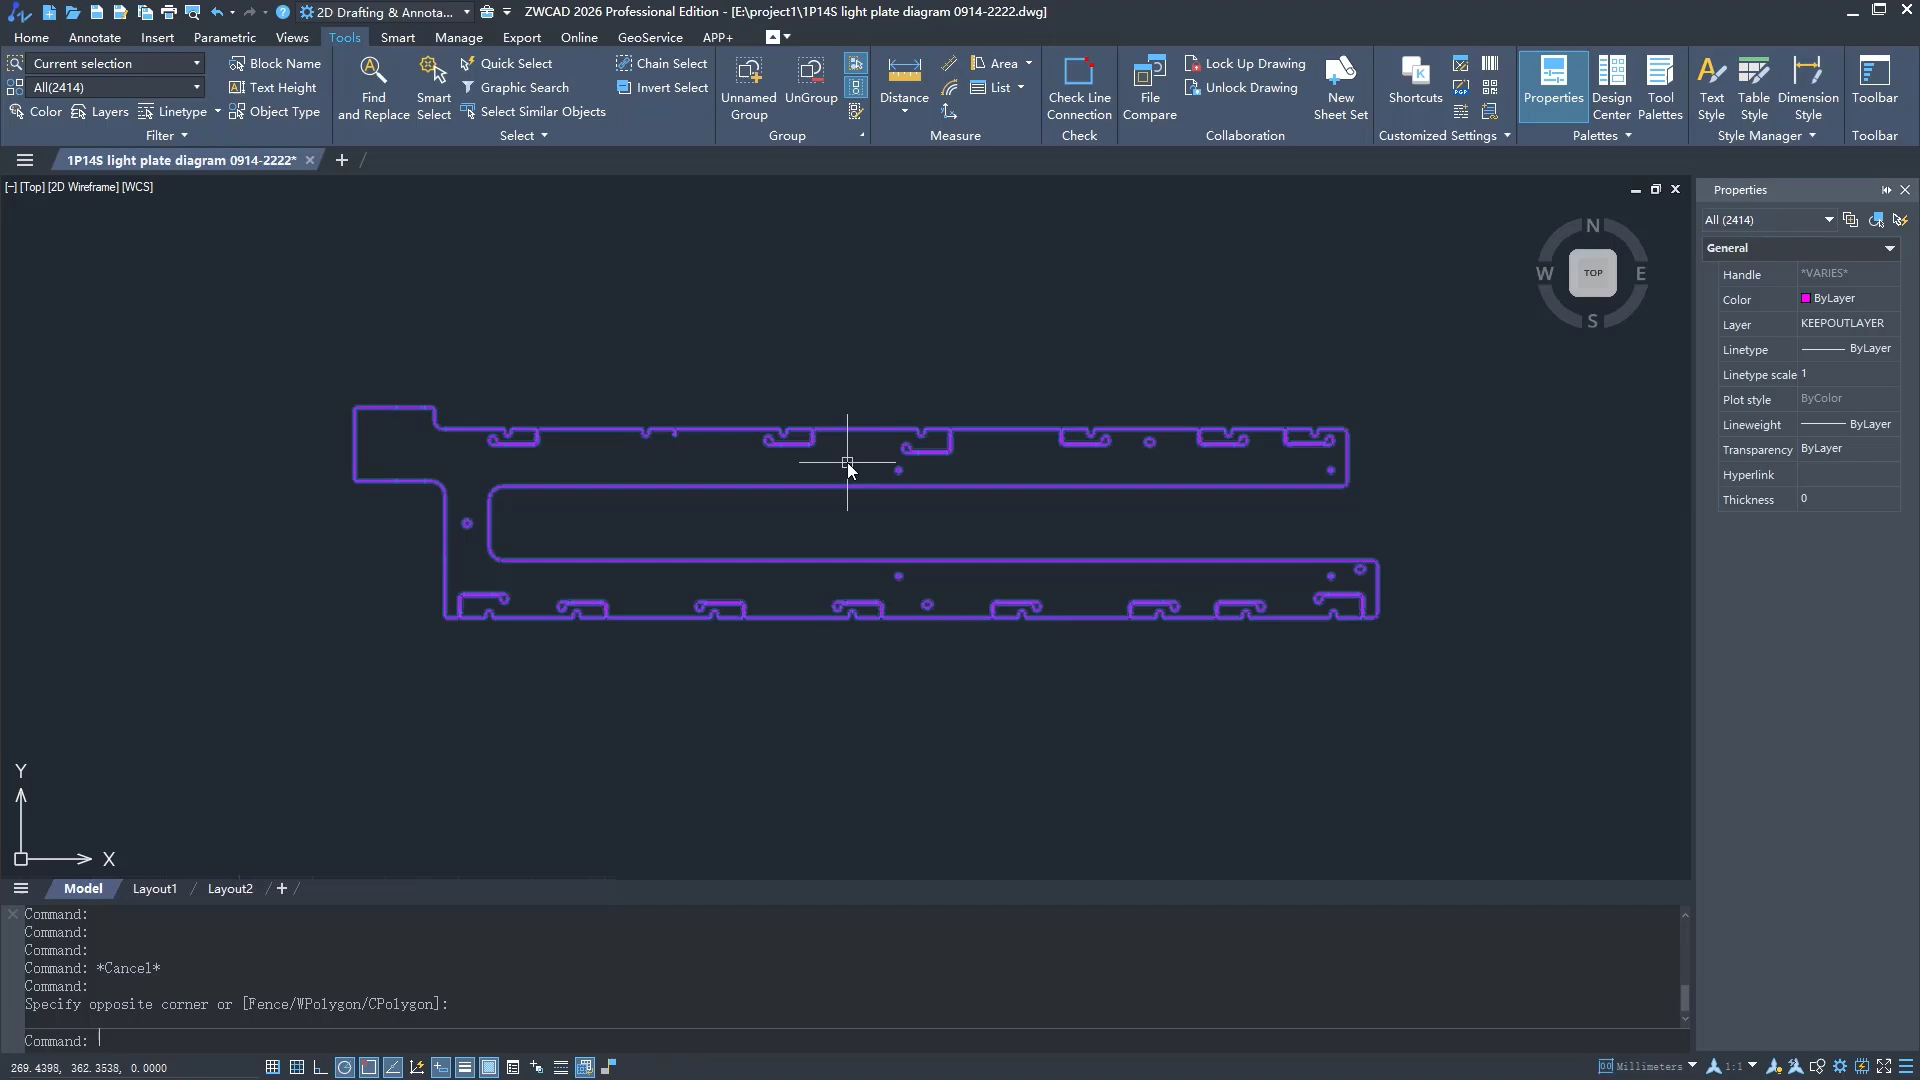 2D Drafting & Annota...
ZWCAD 2026 Professional Edition - [E:\project1\1P14S light plate diagram 0914-2222.dwg]
Home Annotate Insert Parametric Views Tools Smart Manage Export Online GeoService APP+
Current selection
All(2414)
Color Layers Linetype
Block Name
Text Height
Object Type
Filter
Find and Replace
Smart Select
Quick Select
Graphic Search
Select Similar Objects
Chain Select
Invert Select
Select
Unnamed Group
UnGroup
Group
Distance
Area
List
Measure
Check Line Connection
Check
File Compare
Lock Up Drawing
Unlock Drawing
New Sheet Set
Collaboration
Shortcuts
Customized Settings
Properties
Design Center
Tool Palettes
Palettes
Text Style
Table Style
Dimension Style
Style Manager
Toolbar
Toolbar
1P14S light plate diagram 0914-2222*
[−] [Top] [2D Wireframe] [WCS]
N
W TOP E
S
Properties
All (2414)
General
Handle *VARIES*
Color ByLayer
Layer KEEPOUTLAYER
Linetype ByLayer
Linetype scale 1
Plot style ByColor
Lineweight ByLayer
Transparency ByLayer
Hyperlink
Thickness 0
Y
X
Model Layout1 Layout2
Command:
Command:
Command:
Command: *Cancel*
Command:
Specify opposite corner or [Fence/WPolygon/CPolygon]:
Command:
269.4398, 362.3538, 0.0000
Millimeters 1:1